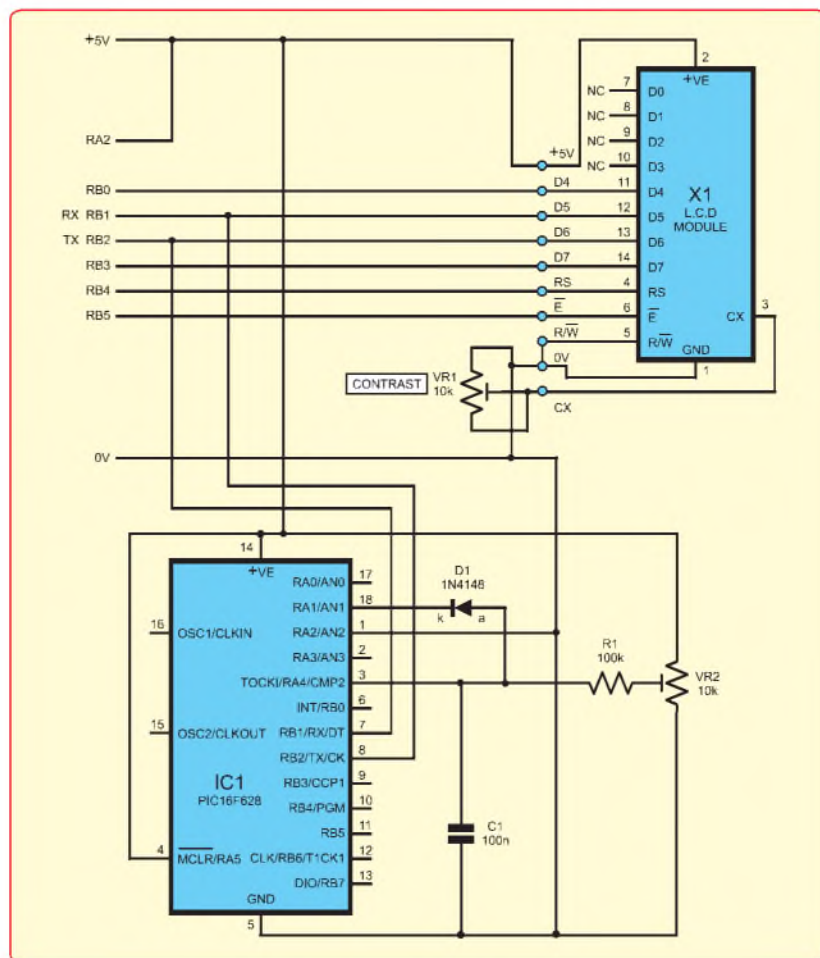 +5V
RA2
RB0
RX RB1
TX RB2
RB3
RB4
RB5
0V
+5V
D4
D5
D6
D7
RS
E
R/W
0V
CX
2
+VE
NC 7 D0
NC 8 D1
NC 9 D2
NC 10 D3
11 D4
12 D5
13 D6
14 D7
4 RS
6 E
5 R/W
X1
L.C.D
MODULE
CX 3
GND
1
CONTRAST
VR1
10k
14
+VE
16 OSC1/CLKIN
15 OSC2/CLKOUT
4 MCLR/RA5
IC1
PIC16F628
RA0/AN0 17
RA1/AN1 18
RA2/AN2 1
RA3/AN3 2
TOCKI/RA4/CMP2 3
INT/RB0 6
RB1/RX/DT 7
RB2/TX/CK 8
RB3/CCP1 9
RB4/PGM 10
RB5 11
CLK/RB6/T1CK1 12
DIO/RB7 13
GND
5
D1
1N4148
k a
R1
100k
VR2
10k
C1
100n